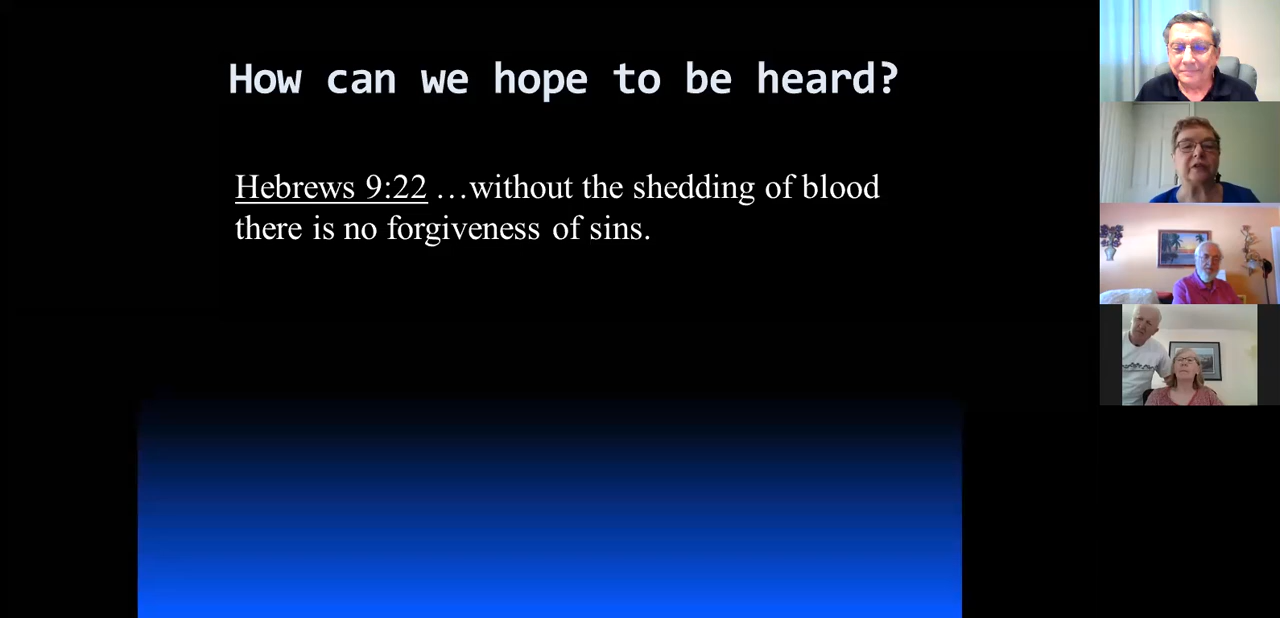 How can we hope to be heard?
Hebrews 9:22 …without the shedding of blood
there is no forgiveness of sins.